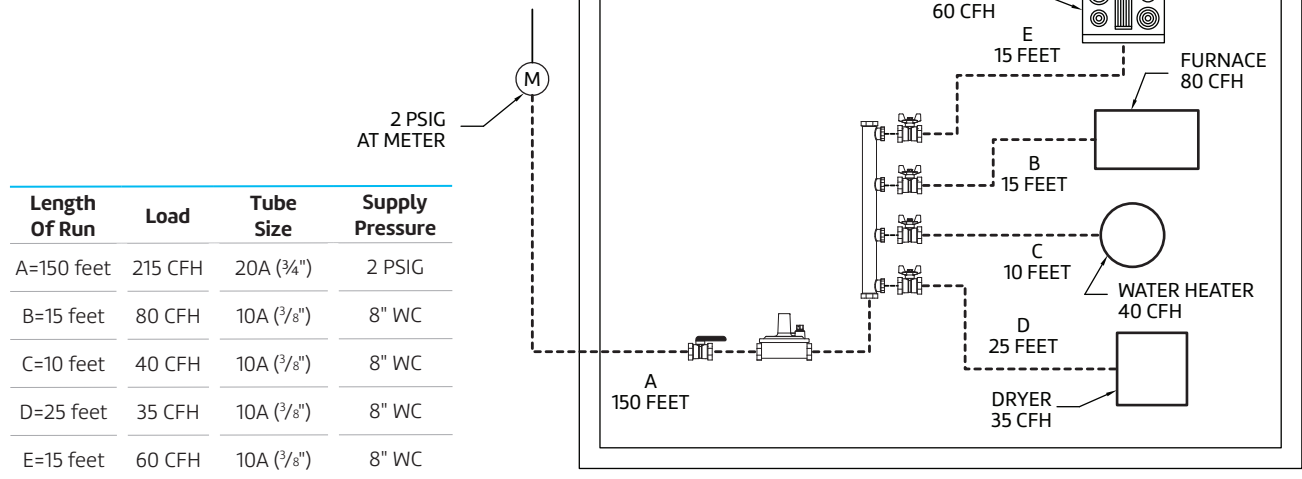 60 CFH
E
15 FEET
FURNACE
80 CFH
M
2 PSIG
AT METER
B
15 FEET
C
10 FEET
WATER HEATER
40 CFH
D
25 FEET
DRYER
35 CFH
A
150 FEET
Length Of Run Load Tube Size Supply Pressure
A=150 feet 215 CFH 20A (¾") 2 PSIG
B=15 feet 80 CFH 10A (³/₈") 8" WC
C=10 feet 40 CFH 10A (³/₈") 8" WC
D=25 feet 35 CFH 10A (³/₈") 8" WC
E=15 feet 60 CFH 10A (³/₈") 8" WC